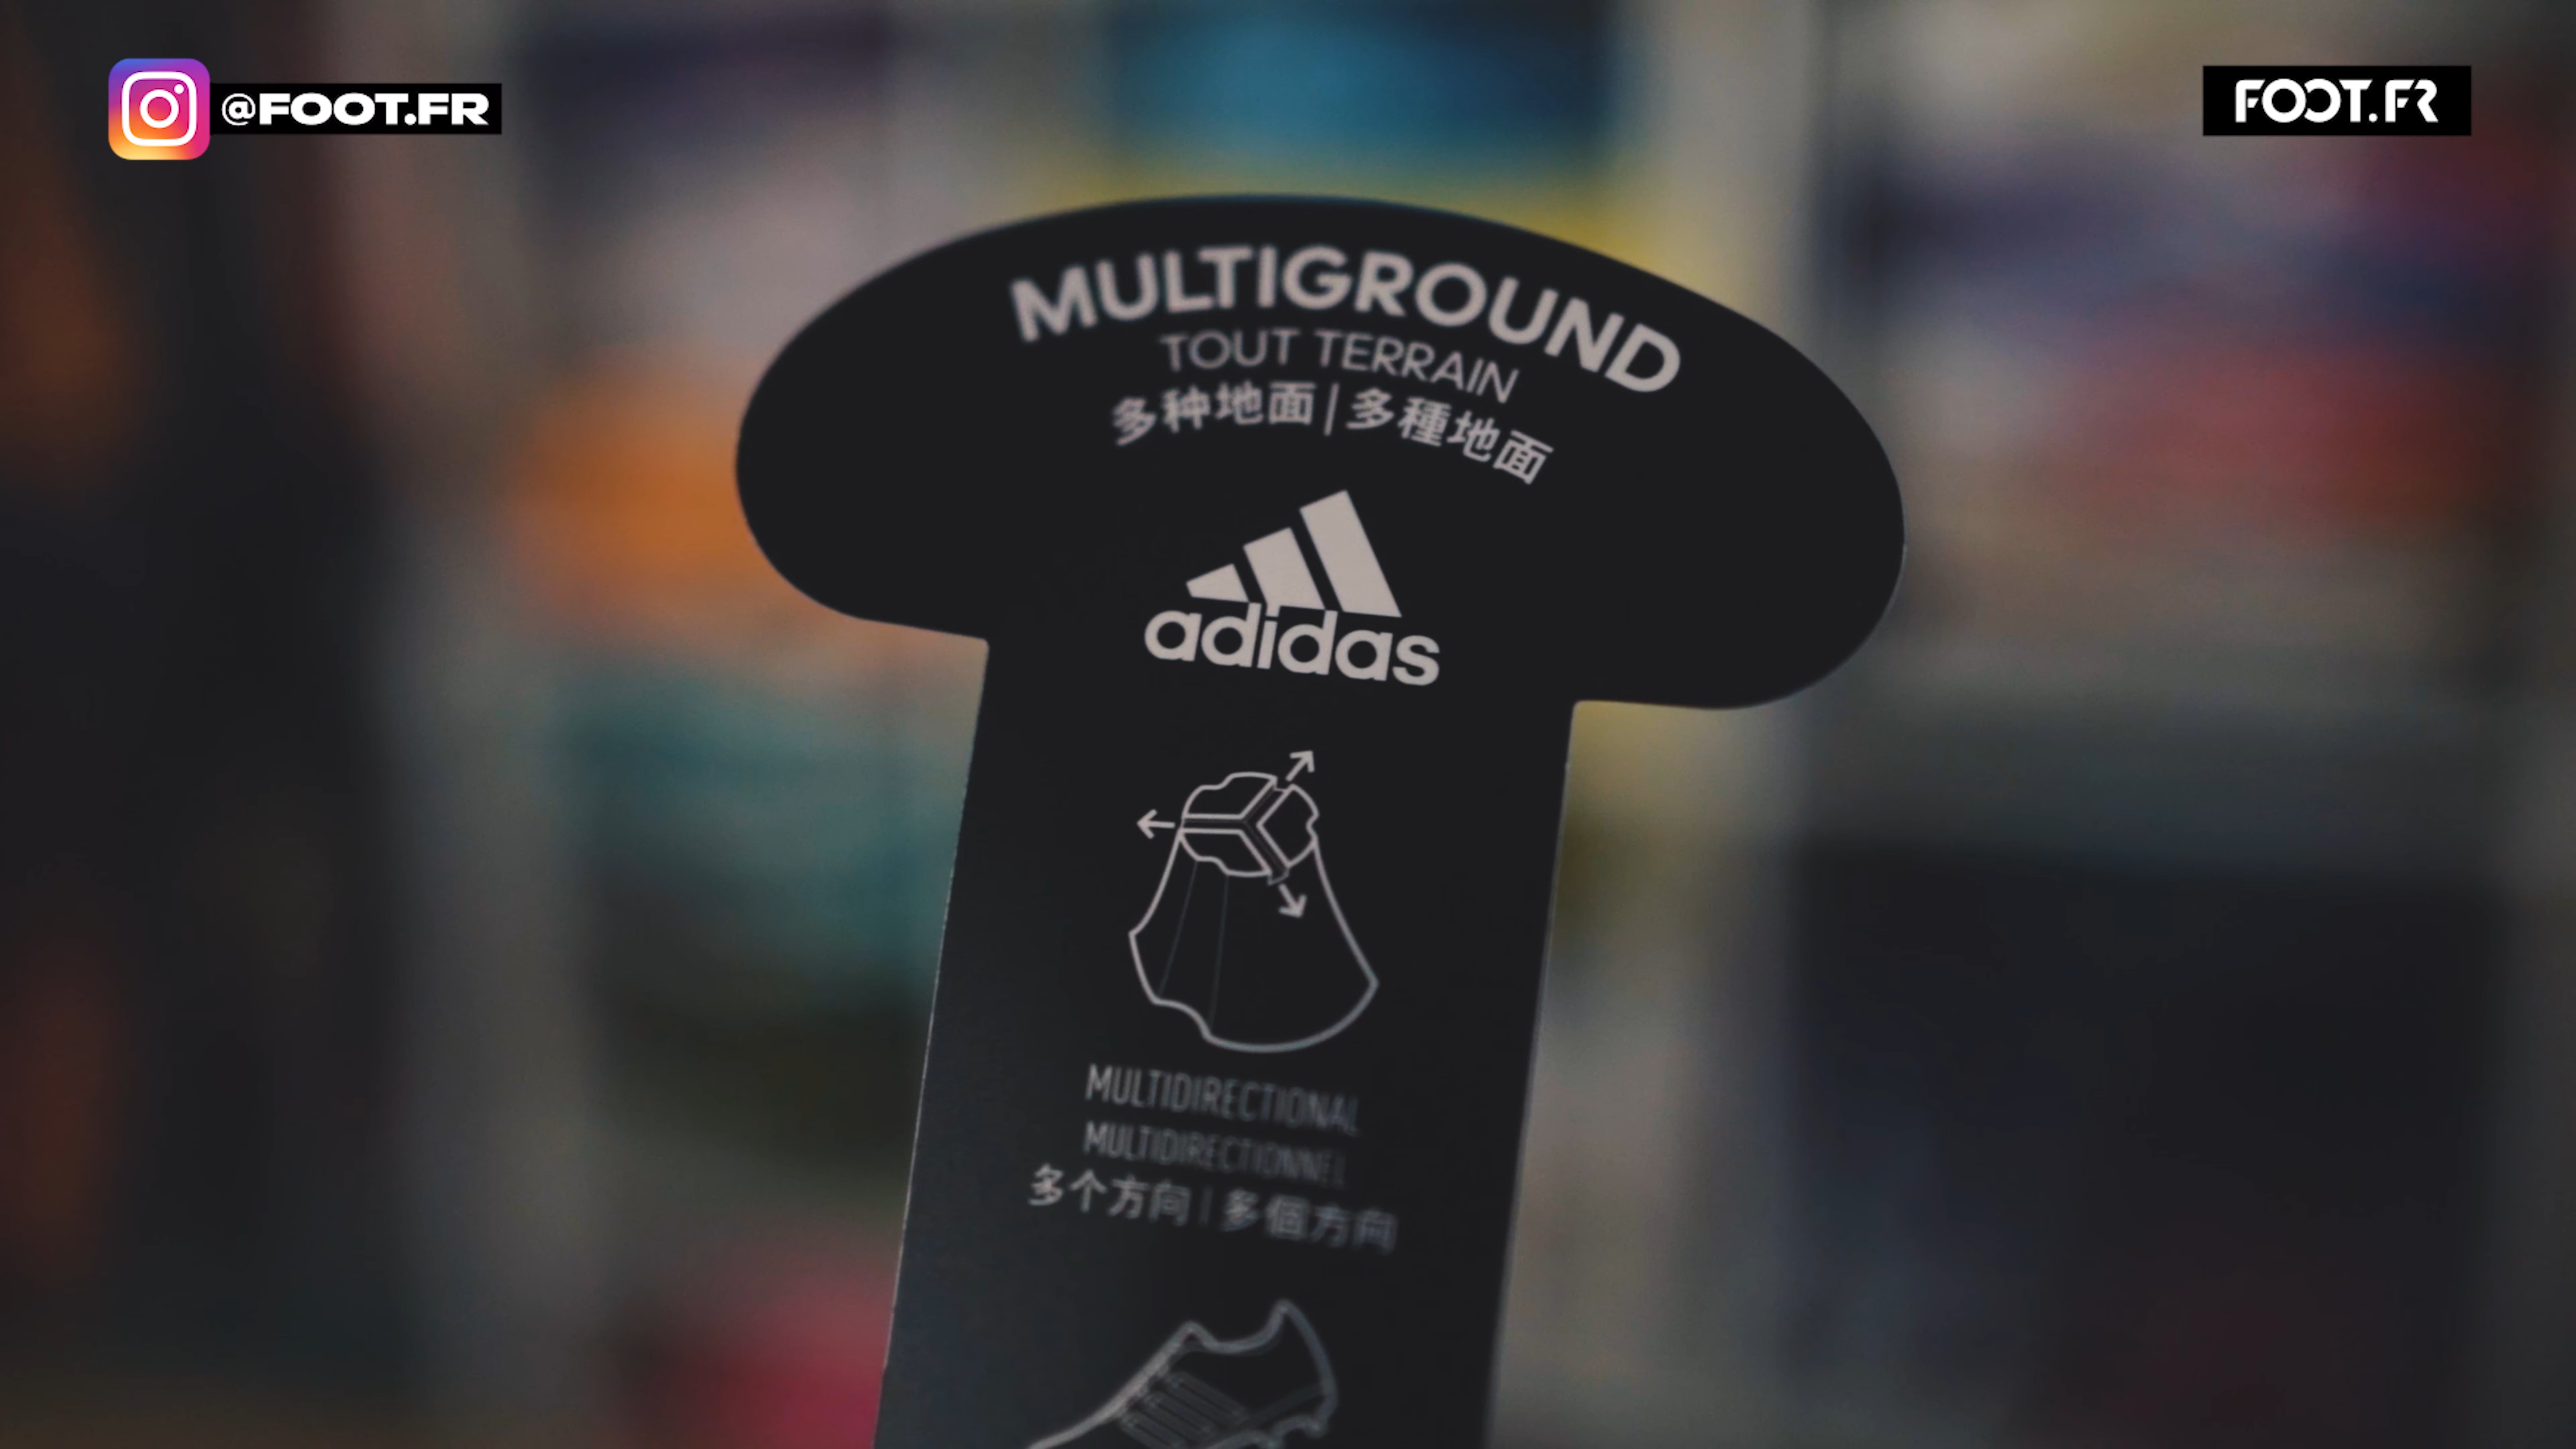 @FOOT.FR
FOOT.FR
MULTIGROUND
TOUT TERRAIN
多种地面|多種地面
adidas
MULTIDIRECTIONAL
MULTIDIRECTIONNEL
多个方向|多個方向